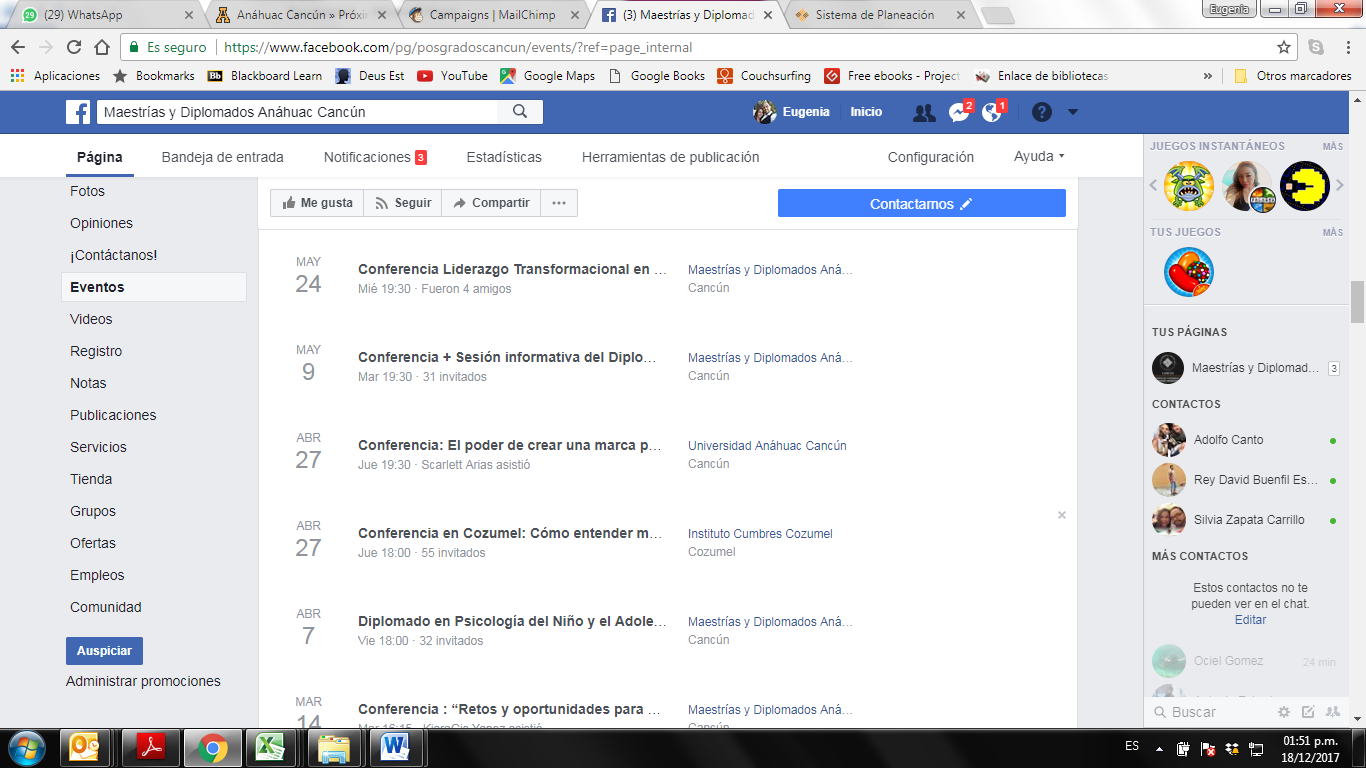 (29) WhatsApp
Anáhuac Cancún » Próxi
Campaigns | MailChimp
(3) Maestrías y Diplomad
Sistema de Planeación
Eugenia
Es seguro
https://www.facebook.com/pg/posgradoscancun/events/?ref=page_internal
Aplicaciones
Bookmarks
Bb
Blackboard Learn
Deus Est
YouTube
Google Maps
Google Books
Couchsurfing
Free ebooks - Project
Enlace de bibliotecas
»
Otros marcadores
Maestrías y Diplomados Anáhuac Cancún
Eugenia
Inicio
2
1
Página
Bandeja de entrada
Notificaciones 3
Estadísticas
Herramientas de publicación
Configuración
Ayuda
Fotos
Opiniones
¡Contáctanos!
Eventos
Videos
Registro
Notas
Publicaciones
Servicios
Tienda
Grupos
Ofertas
Empleos
Comunidad
Auspiciar
Administrar promociones
Me gusta
Seguir
Compartir
...
Contactarnos
MAY
24
Conferencia Liderazgo Transformacional en ...
Mié 19:30 · Fueron 4 amigos
Maestrías y Diplomados Aná...
Cancún
MAY
9
Conferencia + Sesión informativa del Diplo...
Mar 19:30 · 31 invitados
Maestrías y Diplomados Aná...
Cancún
ABR
27
Conferencia: El poder de crear una marca p...
Jue 19:30 · Scarlett Arias asistió
Universidad Anáhuac Cancún
Cancún
ABR
27
Conferencia en Cozumel: Cómo entender m...
Jue 18:00 · 55 invitados
Instituto Cumbres Cozumel
Cozumel
ABR
7
Diplomado en Psicología del Niño y el Adole...
Vie 18:00 · 32 invitados
Maestrías y Diplomados Aná...
Cancún
MAR
14
Conferencia : “Retos y oportunidades para ...
Maestrías y Diplomados Aná...
Cancún
JUEGOS INSTANTÁNEOS
MÁS
TUS JUEGOS
MÁS
TUS PÁGINAS
Maestrías y Diplomad...
3
CONTACTOS
Adolfo Canto
Rey David Buenfil Es...
Silvia Zapata Carrillo
MÁS CONTACTOS
Estos contactos no te
pueden ver en el chat.
Editar
Ociel Gomez
24 min
Buscar
ES
01:51 p.m.
18/12/2017